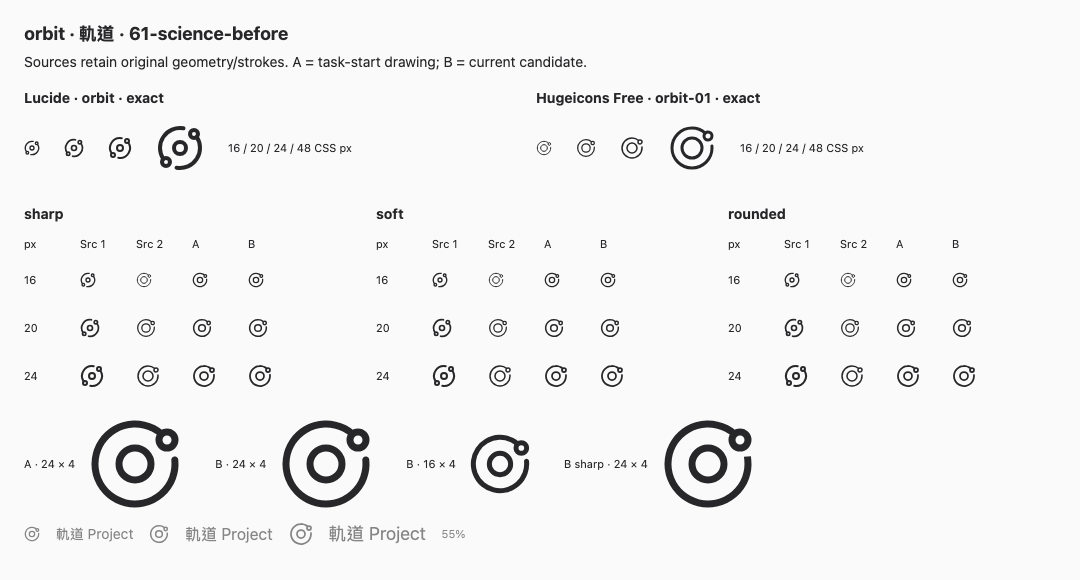 orbit · 軌道 · 61-science-before
Sources retain original geometry/strokes. A = task-start drawing; B = current candidate.
Lucide · orbit · exact
16 / 20 / 24 / 48 CSS px
Hugeicons Free · orbit-01 · exact
16 / 20 / 24 / 48 CSS px
sharp
px Src 1 Src 2 A B
16
20
24
soft
px Src 1 Src 2 A B
16
20
24
rounded
px Src 1 Src 2 A B
16
20
24
A · 24 × 4
B · 24 × 4
B · 16 × 4
B sharp · 24 × 4
軌道 Project 軌道 Project 軌道 Project 55%